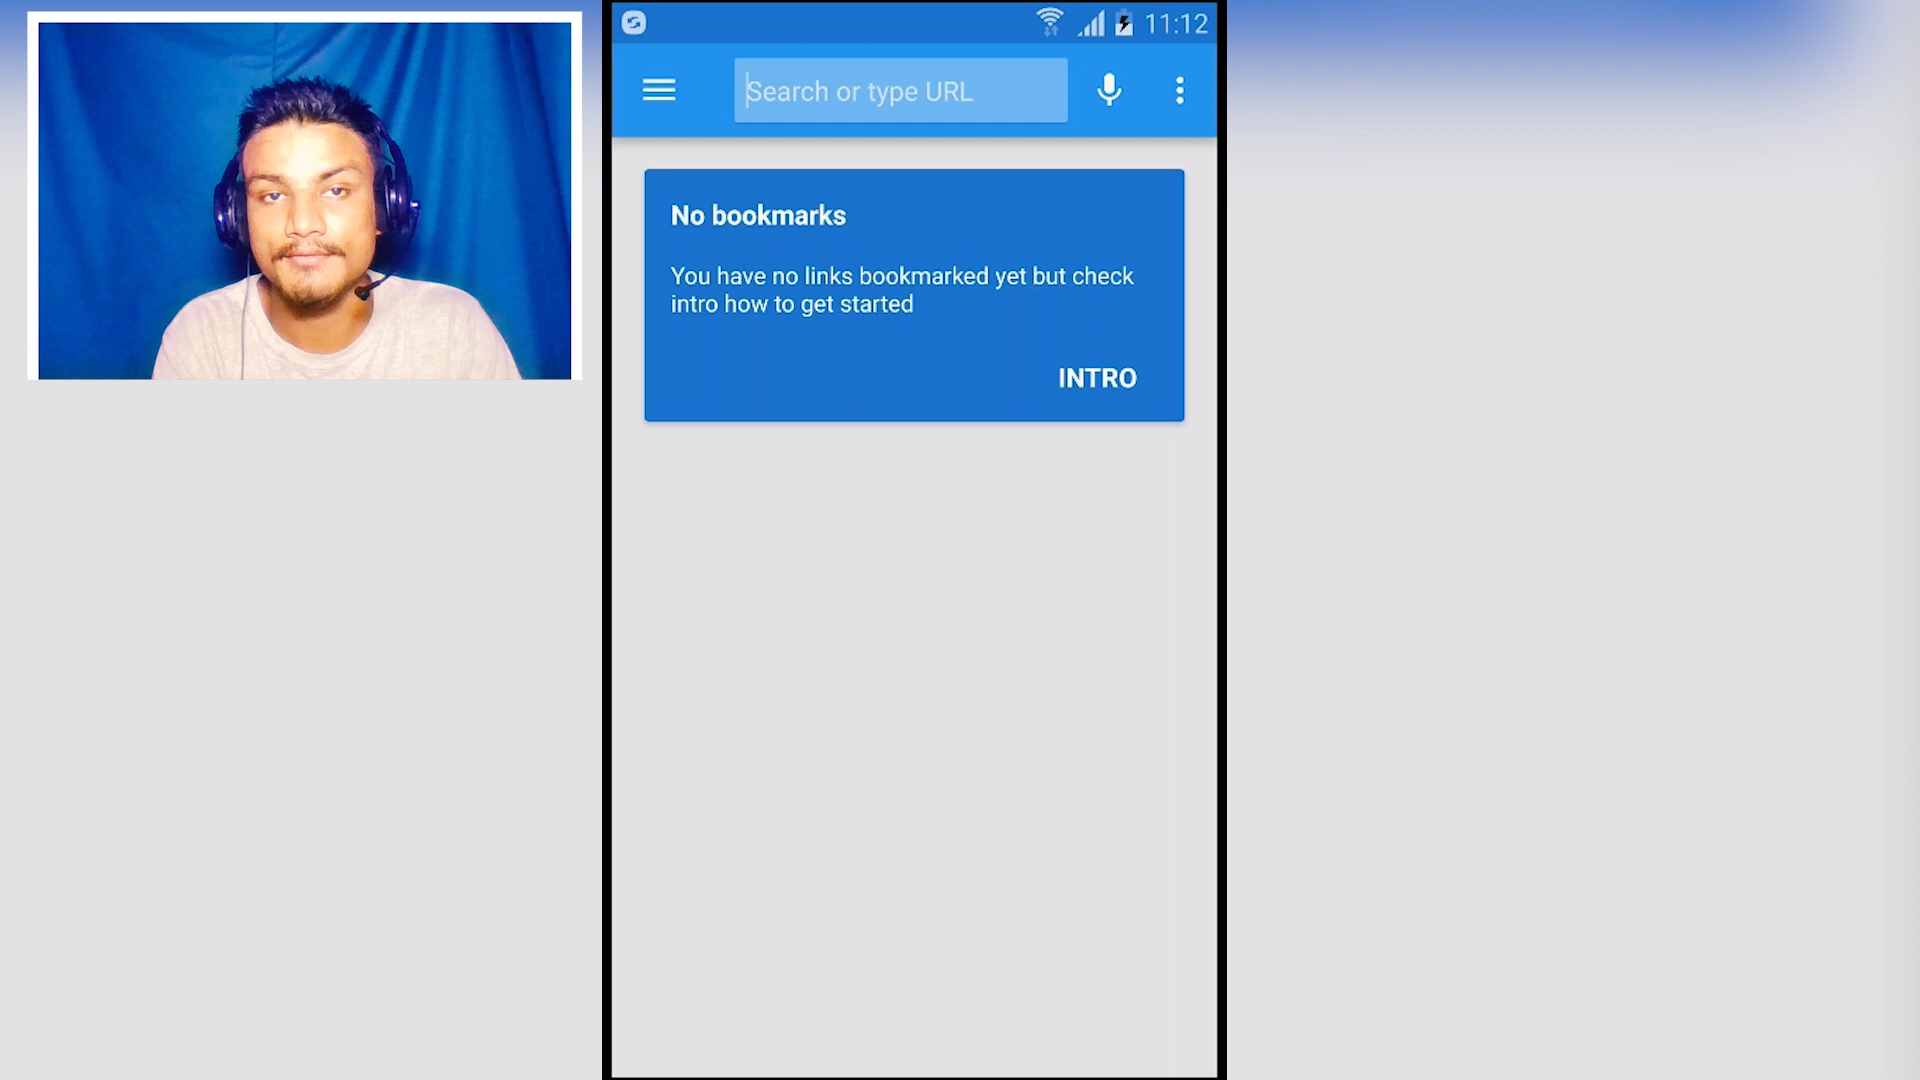 11:12
Search or type URL
No bookmarks
You have no links bookmarked yet but check
intro how to get started
INTRO